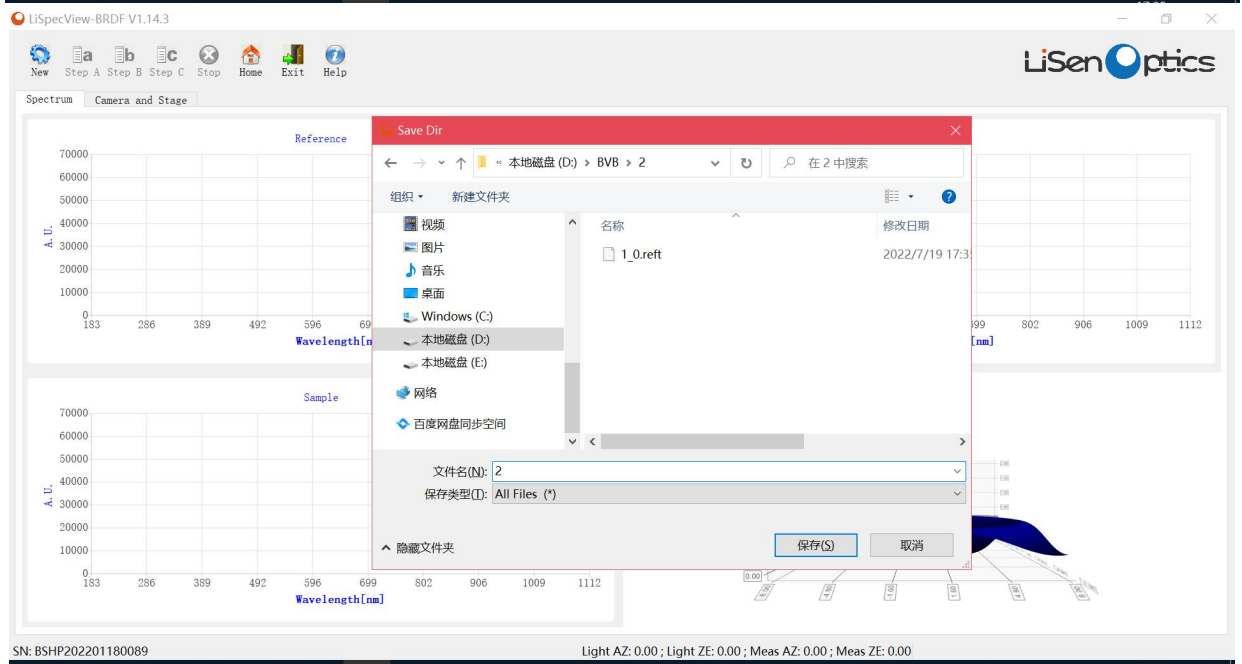 LiSpecView-BRDF V1.14.3
a b c
New Step A Step B Step C Stop Home Exit Help
LiSenOptics
Spectrum Camera and Stage
Reference
70000
60000
50000
40000
30000
20000
10000
0
A.U.
183 286 389 492 596 69
Wavelength[n
Save Dir
« 本地磁盘 (D:) › BVB › 2
在 2 中搜索
组织 新建文件夹
视频
图片
音乐
桌面
Windows (C:)
本地磁盘 (D:)
本地磁盘 (E:)
网络
百度网盘同步空间
名称 修改日期
1_0.reft 2022/7/19 17:3
文件名(N): 2
保存类型(T): All Files (*)
隐藏文件夹
保存(S) 取消
699 802 906 1009 1112
[nm]
Sample
70000
60000
50000
40000
30000
20000
10000
0
A.U.
183 286 389 492 596 699 802 906 1009 1112
Wavelength[nm]
0.00
SN: BSHP202201180089
Light AZ: 0.00 ; Light ZE: 0.00 ; Meas AZ: 0.00 ; Meas ZE: 0.00